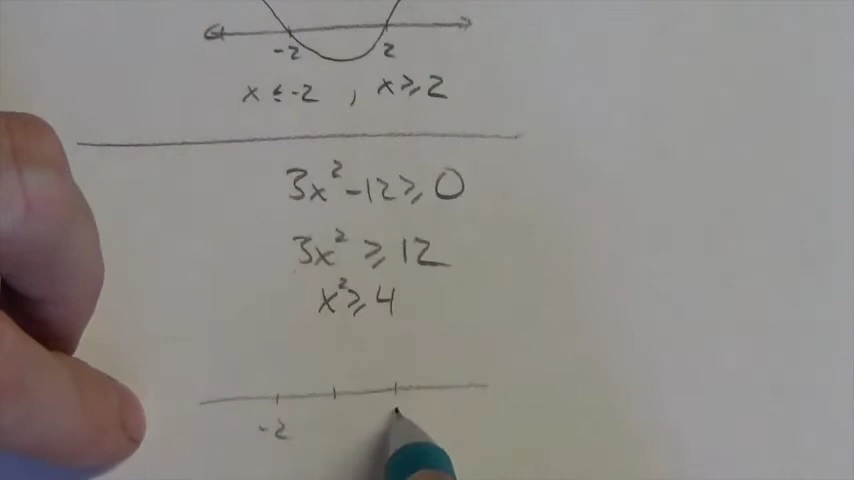 -2 2
x ≤ -2 , x ≥ 2
3x² - 12 ≥ 0
3x² ≥ 12
x² ≥ 4
-2